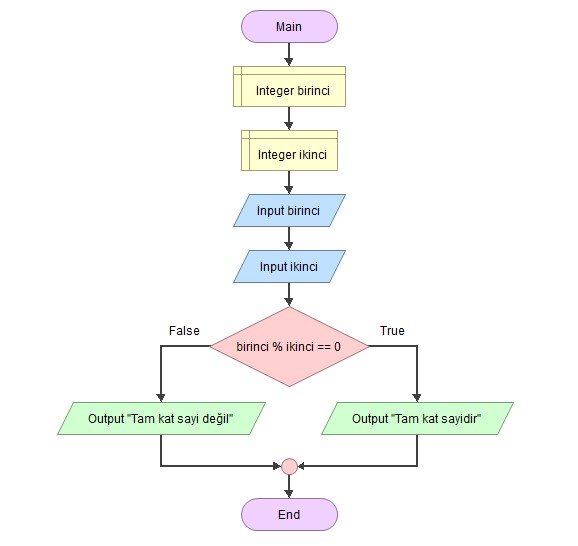 Main
Integer birinci
Integer ikinci
Input birinci
Input ikinci
False
True
birinci % ikinci == 0
Output "Tam kat sayi değil"
Output "Tam kat sayidir"
End